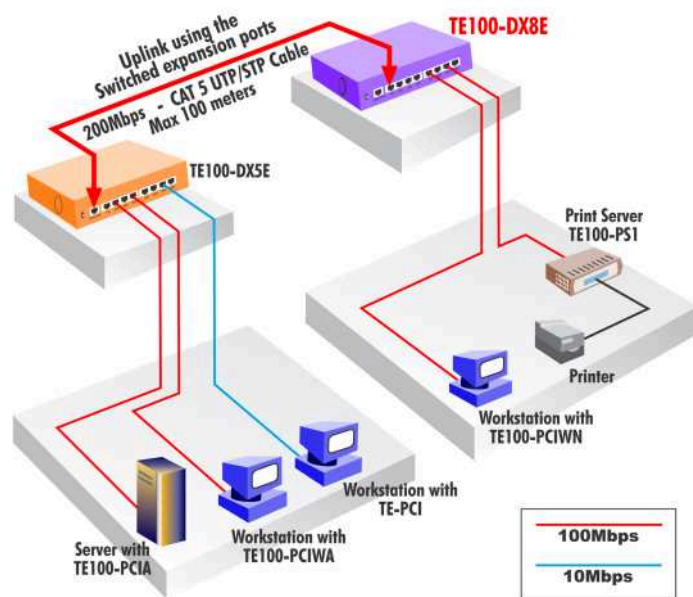 Uplink using the
Switched expansion ports
200Mbps - CAT 5 UTP/STP Cable
Max 100 meters
TE100-DX8E
TE100-DX5E
Print Server
TE100-PS1
Printer
Workstation with
TE100-PCIWN
Workstation with
TE-PCI
Workstation with
TE100-PCIWA
Server with
TE100-PCIA
100Mbps
10Mbps